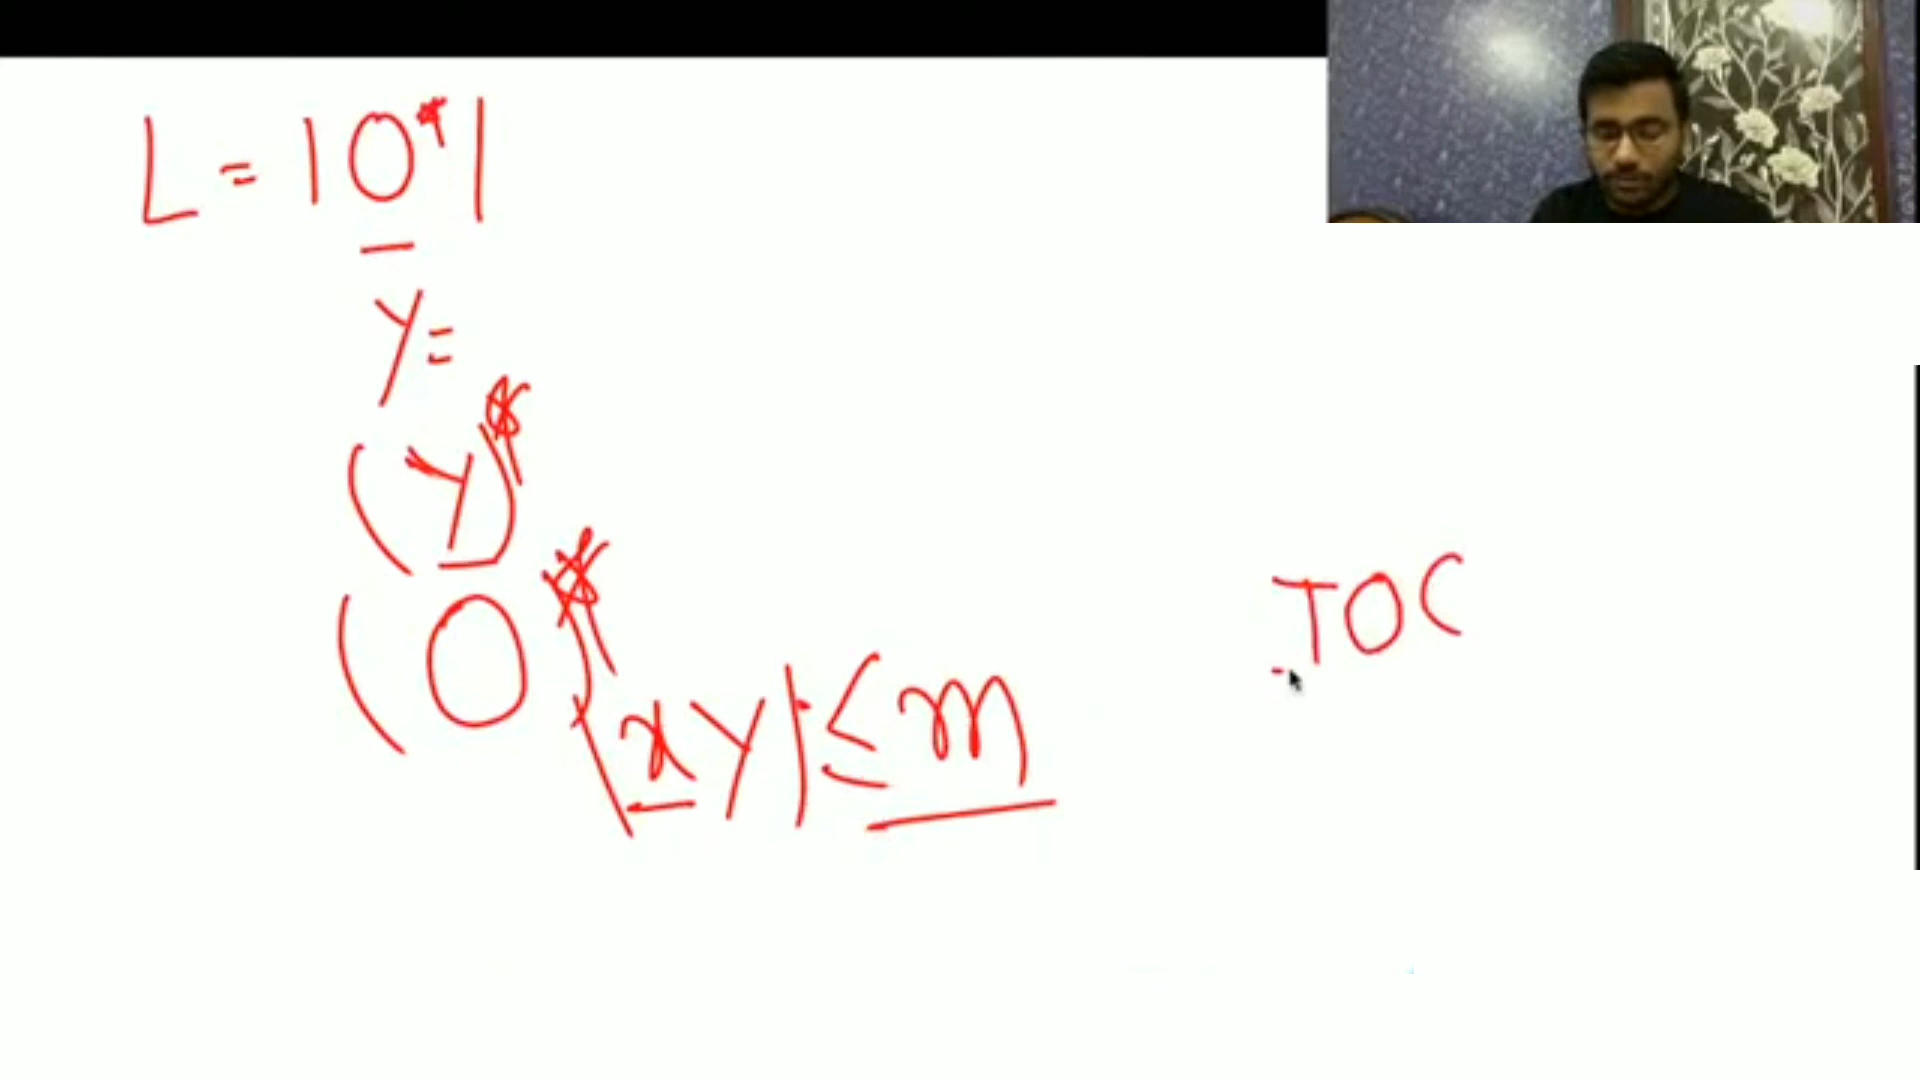 L = 10*1
Y =
(Y)*
(0)*
|xy| ≤ m
TOC